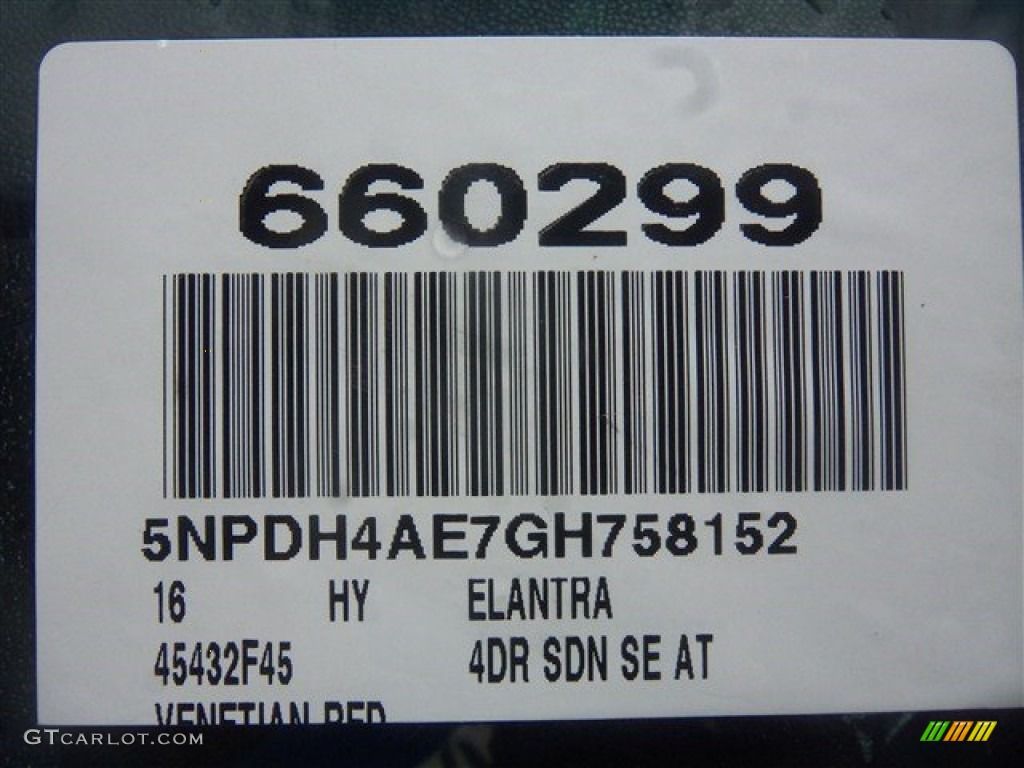 660299
5NPDH4AE7GH758152
16 HY ELANTRA
45432F45 4DR SDN SE AT
VENETIAN RED
GTCARLOT.COM